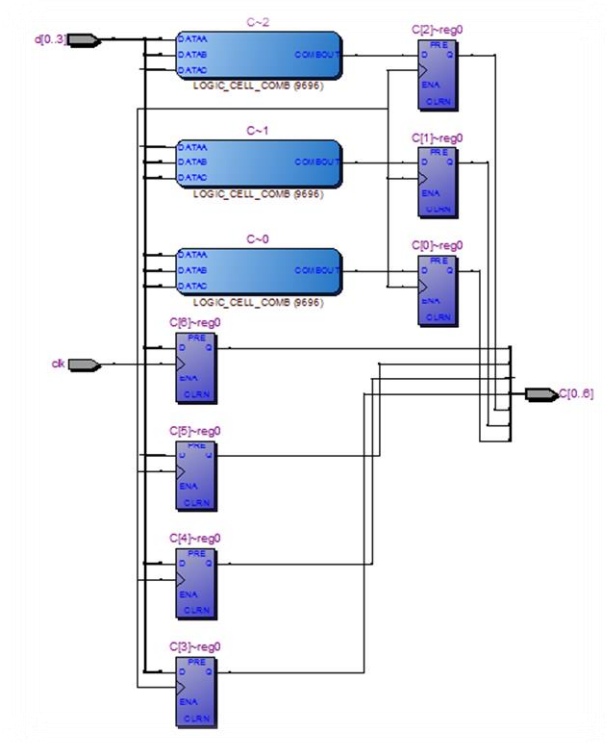 C~2
d[0..3]
DATAA
DATAB
DATAC
COMBOUT
LOGIC_CELL_COMB (9696)
C[2]~reg0
PRE
D Q
ENA
CLRN
C~1
DATAA
DATAB
DATAC
COMBOUT
LOGIC_CELL_COMB (9696)
C[1]~reg0
PRE
D Q
ENA
CLRN
C~0
DATAA
DATAB
DATAC
COMBOUT
LOGIC_CELL_COMB (9696)
C[0]~reg0
PRE
D Q
ENA
CLRN
C[6]~reg0
PRE
D Q
ENA
CLRN
clk
C[0..6]
C[5]~reg0
PRE
D Q
ENA
CLRN
C[4]~reg0
PRE
D Q
ENA
CLRN
C[3]~reg0
PRE
D Q
ENA
CLRN